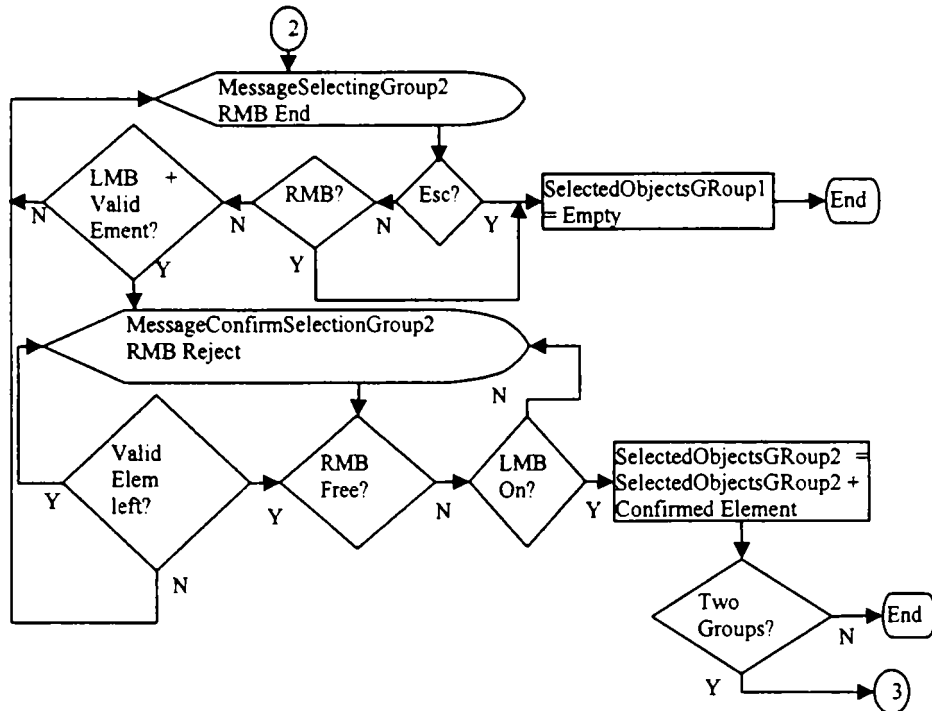 2
MessageSelectingGroup2
RMB End
LMB +
Valid
Ement?
RMB?
Esc?
SelectedObjectsGRoup1
= Empty
End
N
N
N
Y
Y
Y
MessageConfirmSelectionGroup2
RMB Reject
N
Valid
Elem
left?
RMB
Free?
LMB
On?
SelectedObjectsGRoup2 =
SelectedObjectsGRoup2 +
Confirmed Element
Y
Y
N
Y
N
Two
Groups?
End
N
Y
3